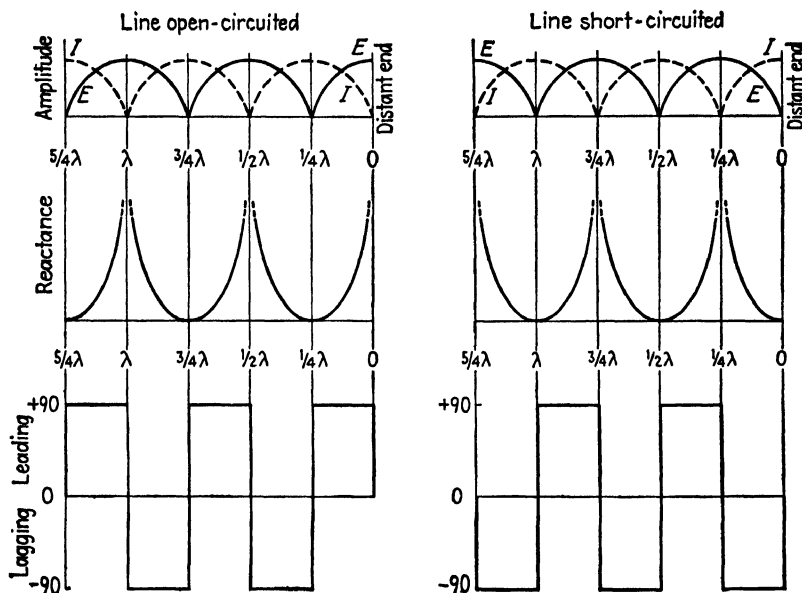 Line open-circuited
Line short-circuited
Amplitude
I
E
E
I
Distant end
E
I
I
E
Distant end
5/4λ λ 3/4λ 1/2λ 1/4λ 0
5/4λ λ 3/4λ 1/2λ 1/4λ 0
Reactance
5/4λ λ 3/4λ 1/2λ 1/4λ 0
5/4λ λ 3/4λ 1/2λ 1/4λ 0
+90
Leading
0
Lagging
-90
+90
0
-90